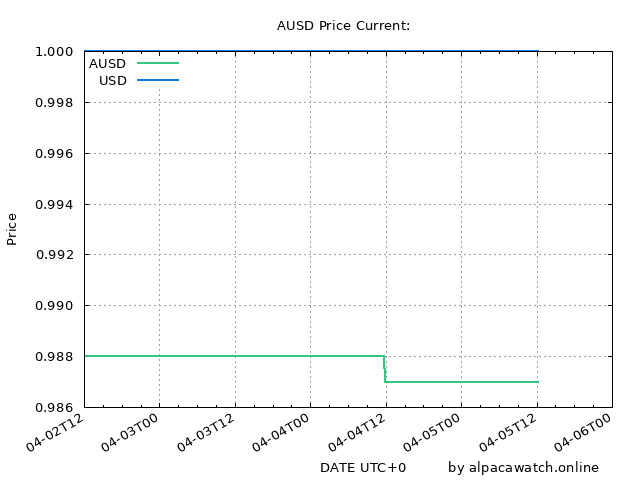 AUSD Price Current:
1.000
AUSD
USD
0.998
0.996
0.994
Price
0.992
0.990
0.988
0.986
04-02T12
04-03T00
04-03T12
04-04T00
04-04T12
04-05T00
04-05T12
04-06T00
DATE UTC+0
by alpacawatch.online